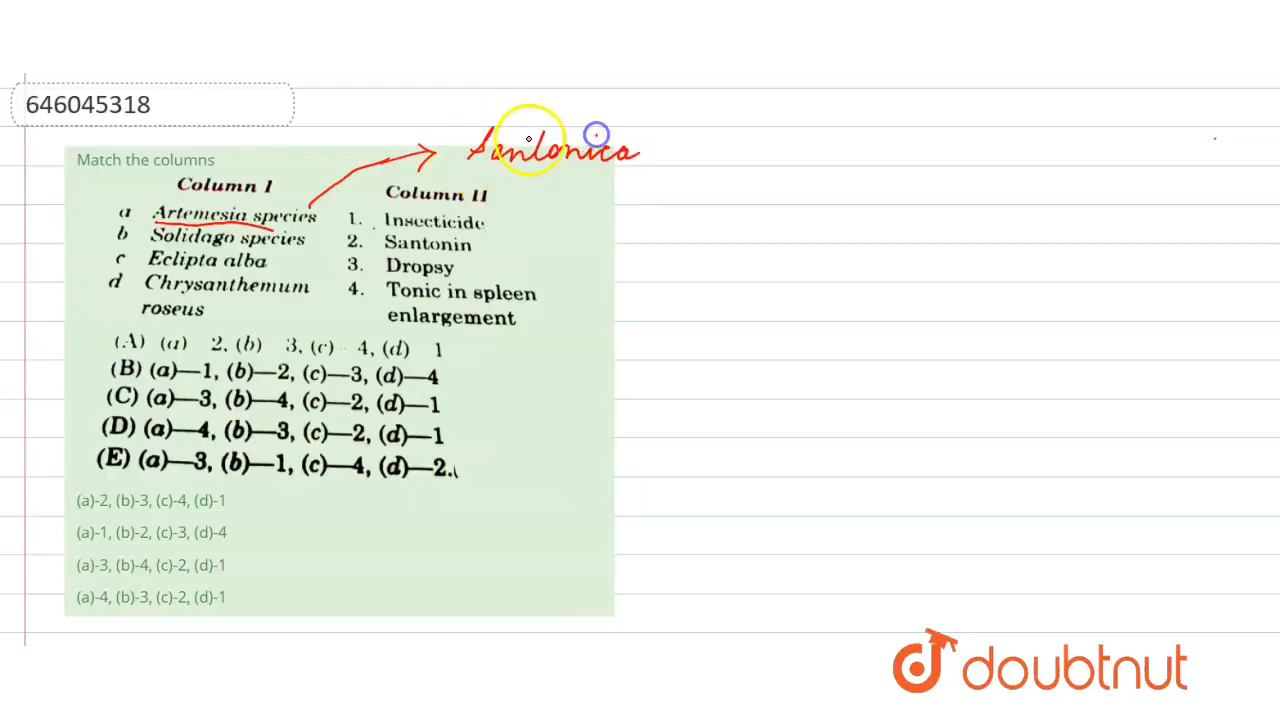 646045318
Santonica
Match the columns
Column I Column II
a Artemesia species 1. Insecticide
b Solidago species 2. Santonin
c Eclipta alba 3. Dropsy
d Chrysanthemum 4. Tonic in spleen
roseus enlargement
(A) (a) 2, (b) 3, (c) - 4, (d) 1
(B) (a)—1, (b)—2, (c)—3, (d)—4
(C) (a)—3, (b)—4, (c)—2, (d)—1
(D) (a)—4, (b)—3, (c)—2, (d)—1
(E) (a)—3, (b)—1, (c)—4, (d)—2.(
(a)-2, (b)-3, (c)-4, (d)-1
(a)-1, (b)-2, (c)-3, (d)-4
(a)-3, (b)-4, (c)-2, (d)-1
(a)-4, (b)-3, (c)-2, (d)-1
doubtnut